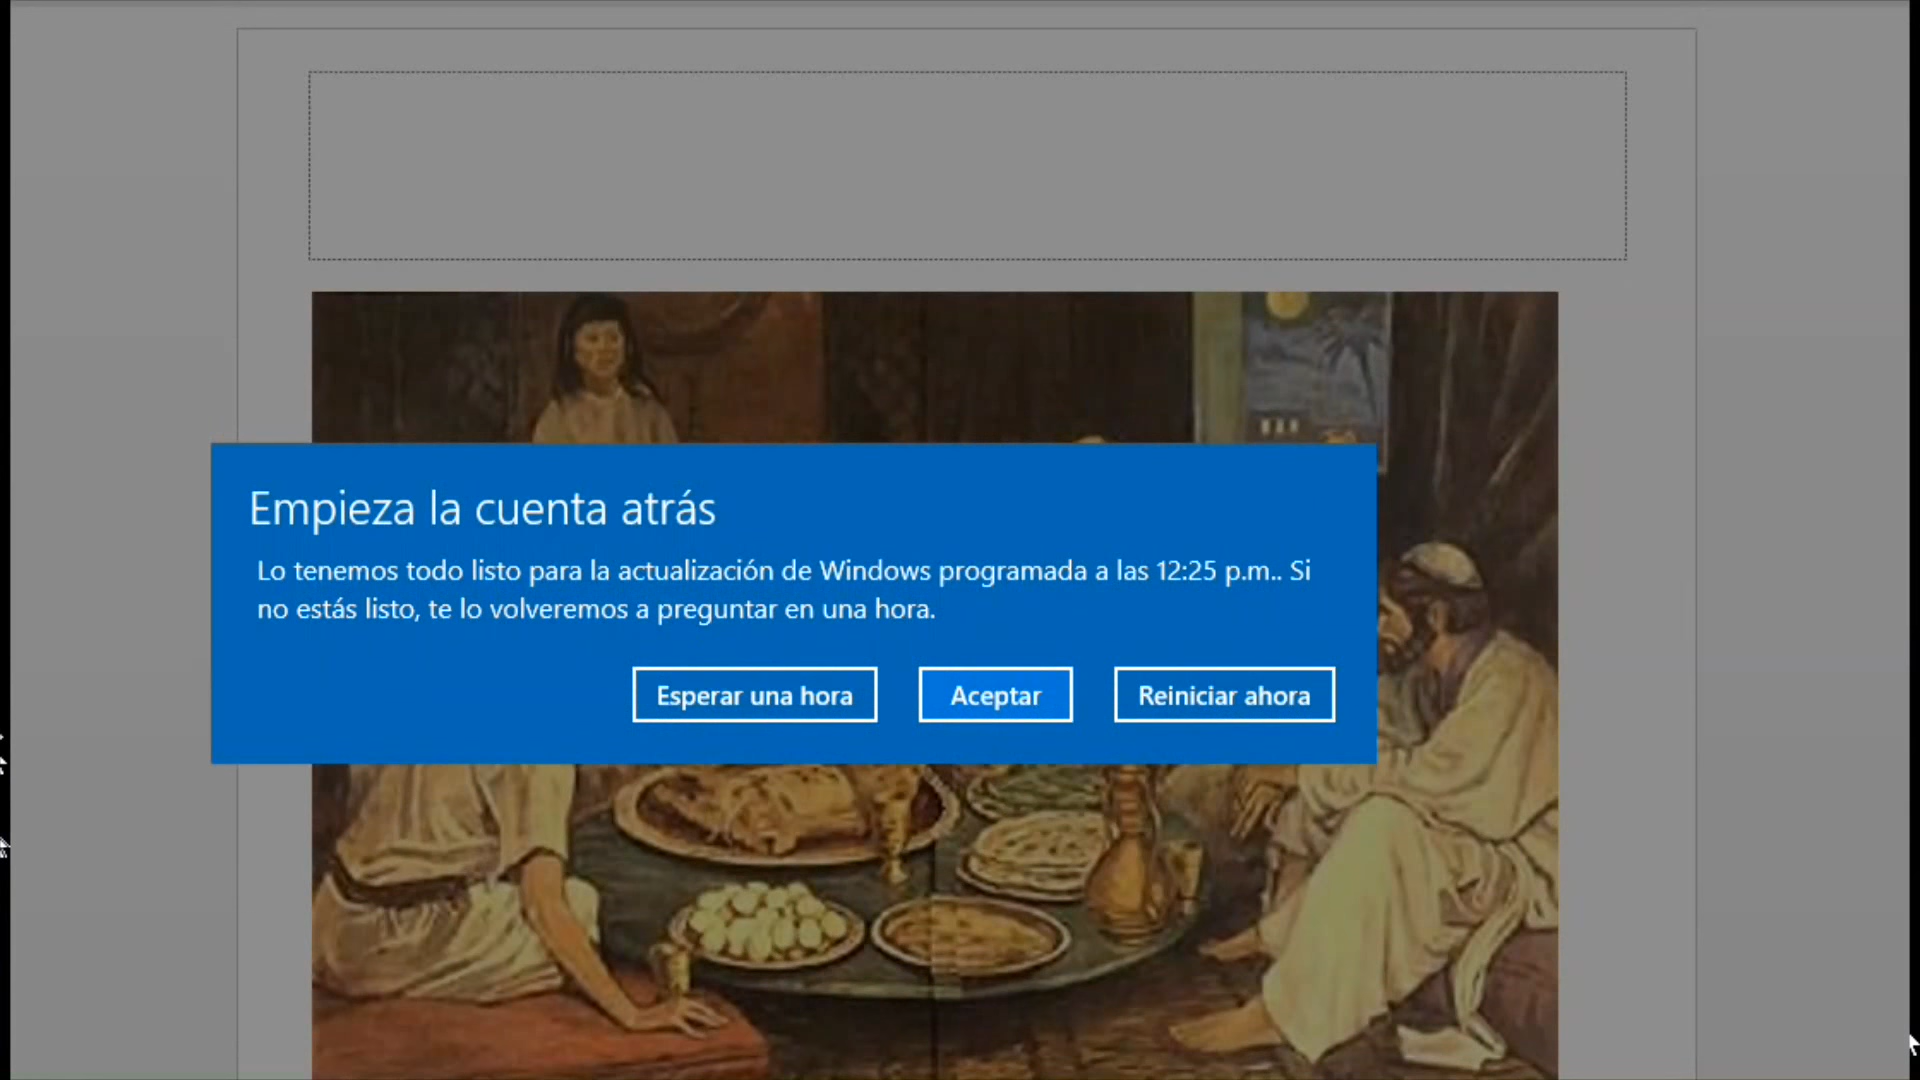 Empieza la cuenta atrás
Lo tenemos todo listo para la actualización de Windows programada a las 12:25 p.m.. Si
no estás listo, te lo volveremos a preguntar en una hora.
Esperar una hora
Aceptar
Reiniciar ahora